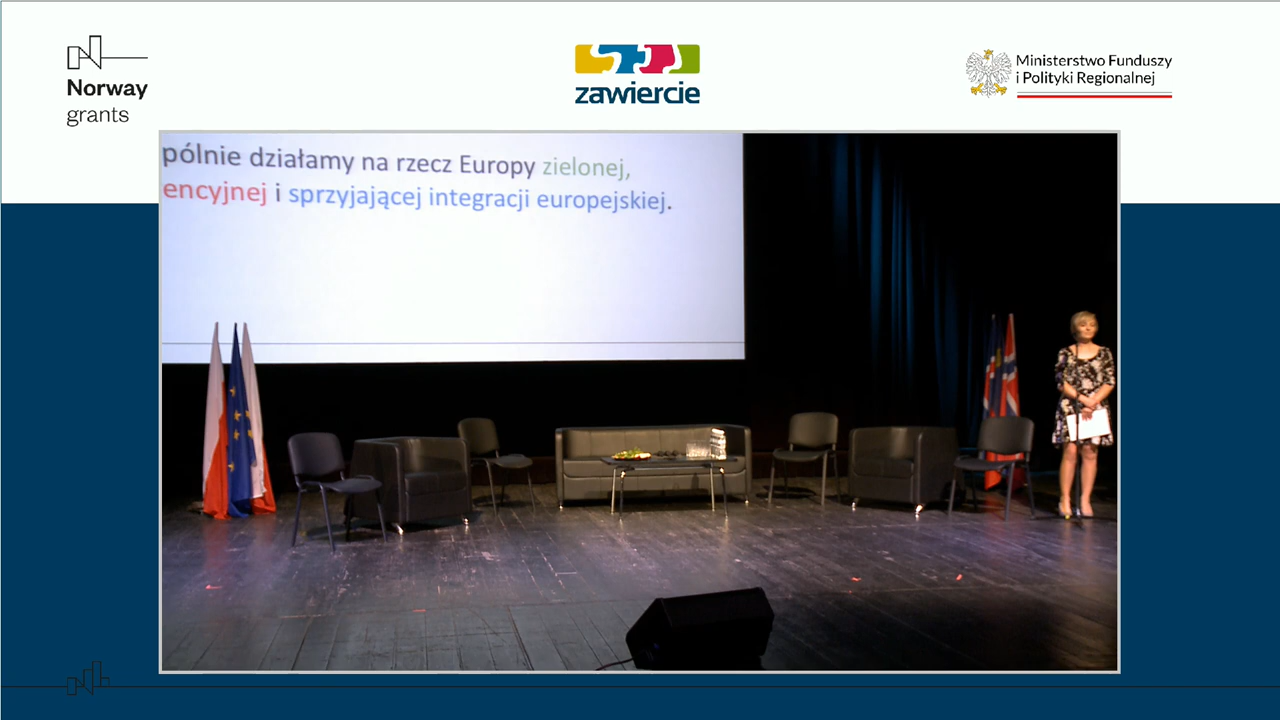 Norway
grants
zawiercie
Ministerstwo Funduszy
i Polityki Regionalnej
pólnie działamy na rzecz Europy zielonej,
encyjnej i sprzyjającej integracji europejskiej.